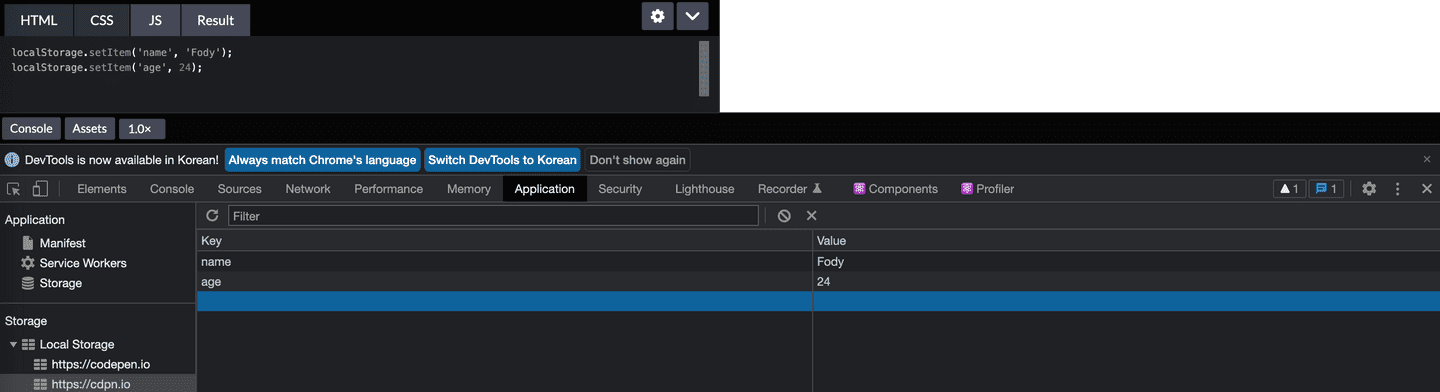 HTML CSS JS Result
localStorage.setItem('name', 'Fody');
localStorage.setItem('age', 24);
Console Assets 1.0×
DevTools is now available in Korean! Always match Chrome's language Switch DevTools to Korean Don't show again ×
Elements Console Sources Network Performance Memory Application Security Lighthouse Recorder Components Profiler 1 1
Application
Manifest
Service Workers
Storage
Filter
Key Value
name Fody
age 24
Storage
Local Storage
https://codepen.io
https://cdpn.io